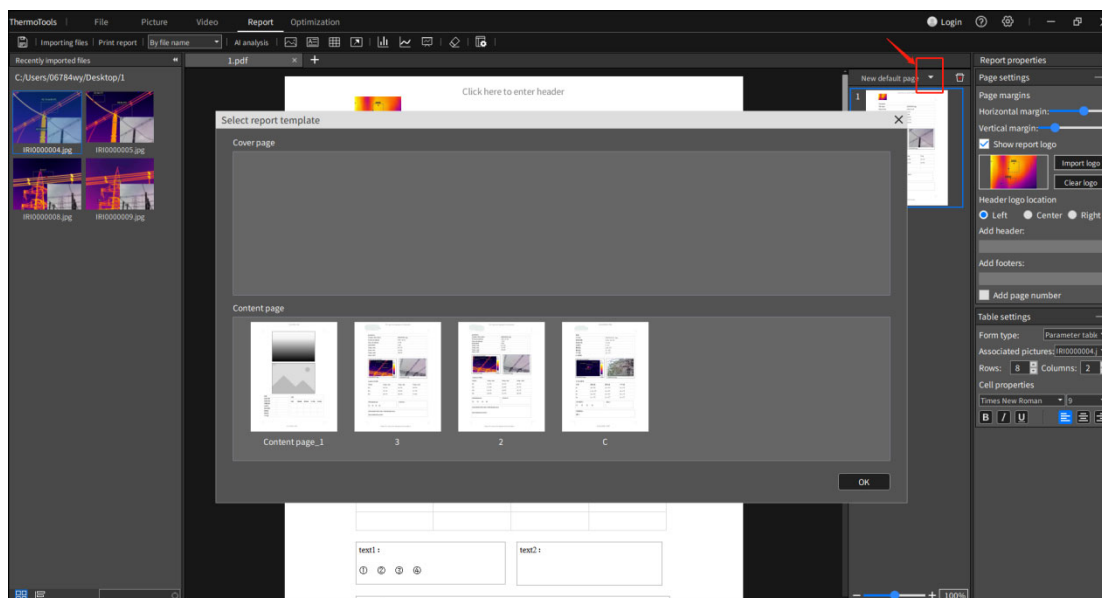 ThermoTools File Picture Video Report Optimization Login
Importing files Print report By file name AI analysis
Recently imported files 1.pdf Report properties
C:/Users/06784wy/Desktop/1
IRI0000004.jpg IRI0000005.jpg
IRI0000008.jpg IRI0000009.jpg
Click here to enter header
New default page
1
Select report template
Cover page
Content page
Content page_1 3 2 C
OK
text1 : text2 :
① ② ③ ④
100%
Page settings
Page margins
Horizontal margin:
Vertical margin:
Show report logo
Import logo
Clear logo
Header logo location
Left Center Right
Add header:
Add footers:
Add page number
Table settings
Form type: Parameter table
Associated pictures: IRI0000004.j
Rows: 8 Columns: 2
Cell properties
Times New Roman 9
B I U